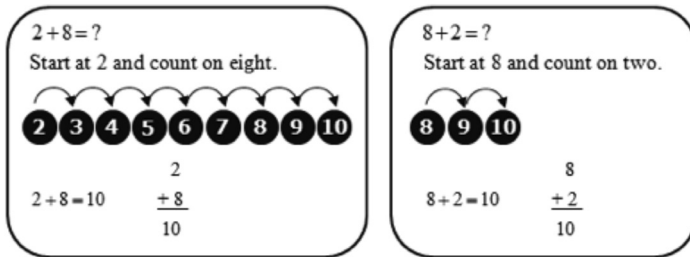 2+8=?
Start at 2 and count on eight.
2 3 4 5 6 7 8 9 10
2+8=10
2
+ 8
10
8+2=?
Start at 8 and count on two.
8 9 10
8+2=10
8
+ 2
10